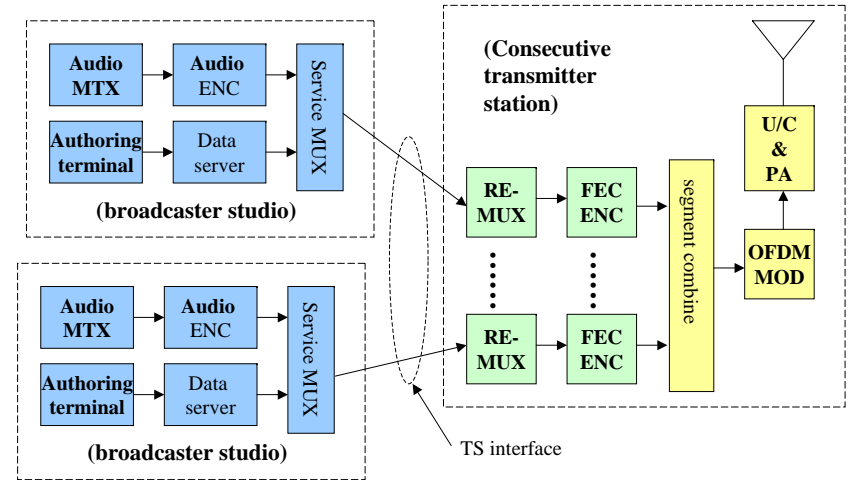 Audio
MTX
Audio
ENC
Service MUX
Authoring
terminal
Data
server
(broadcaster studio)
(Consecutive
transmitter
station)
U/C
&
PA
RE-
MUX
FEC
ENC
segment combine
OFDM
MOD
RE-
MUX
FEC
ENC
Audio
MTX
Audio
ENC
Service MUX
Authoring
terminal
Data
server
(broadcaster studio)
TS interface